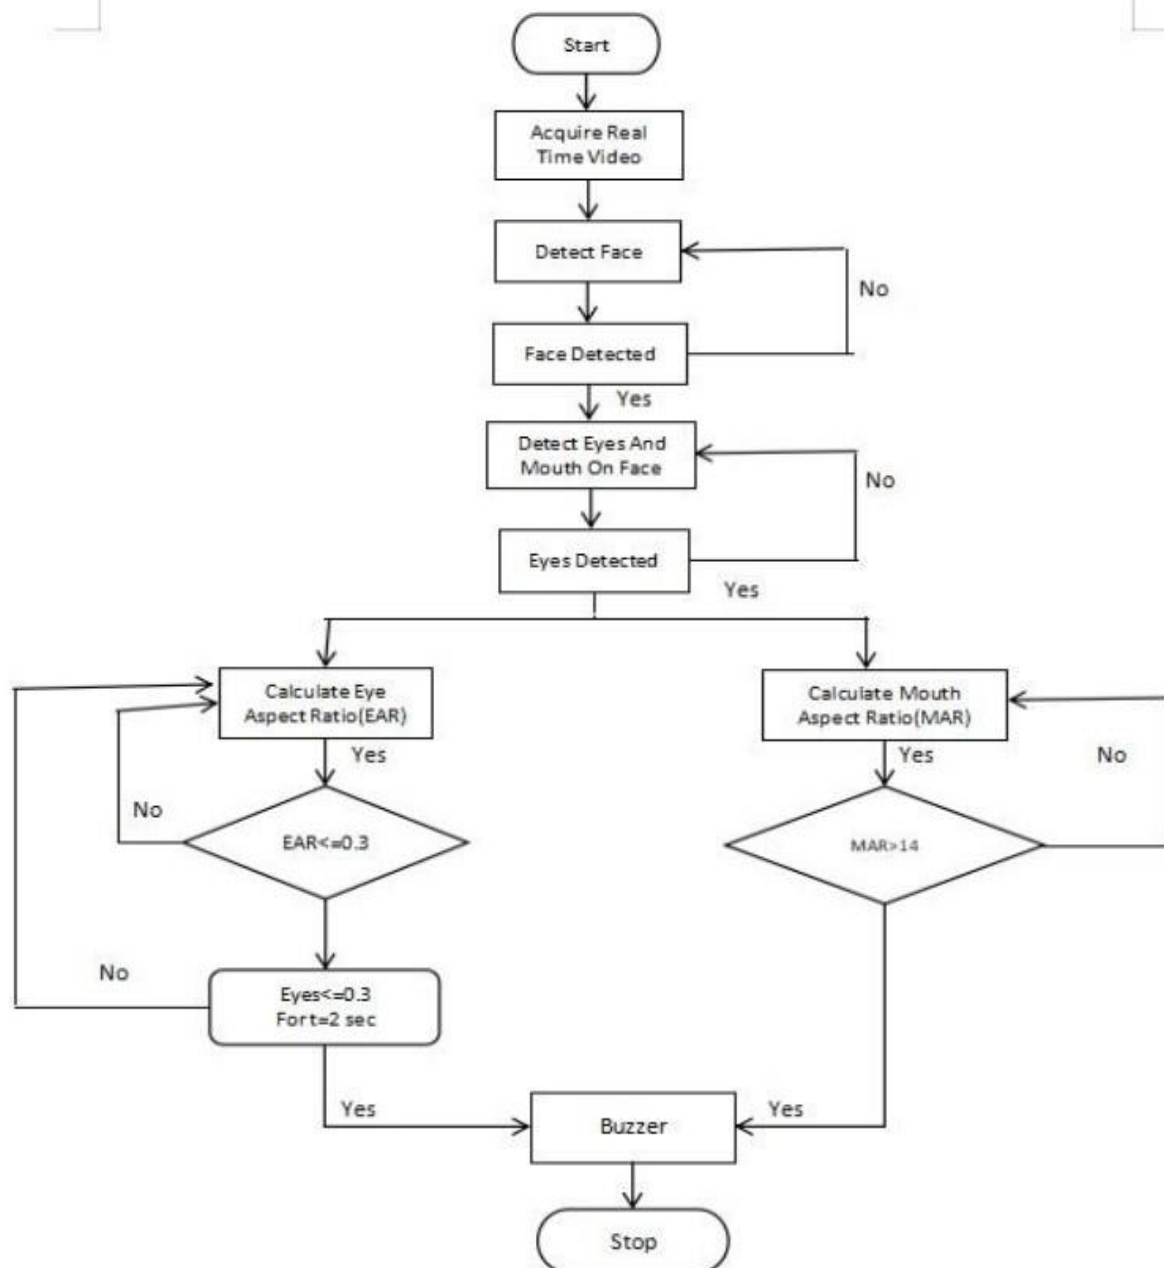 Start
Acquire Real
Time Video
Detect Face
No
Face Detected
Yes
Detect Eyes And
Mouth On Face
No
Eyes Detected
Yes
Calculate Eye
Aspect Ratio(EAR)
Calculate Mouth
Aspect Ratio(MAR)
Yes
Yes
No
No
EAR<=0.3
MAR>14
No
Eyes<=0.3
For t=2 sec
Yes
Buzzer
Yes
Stop